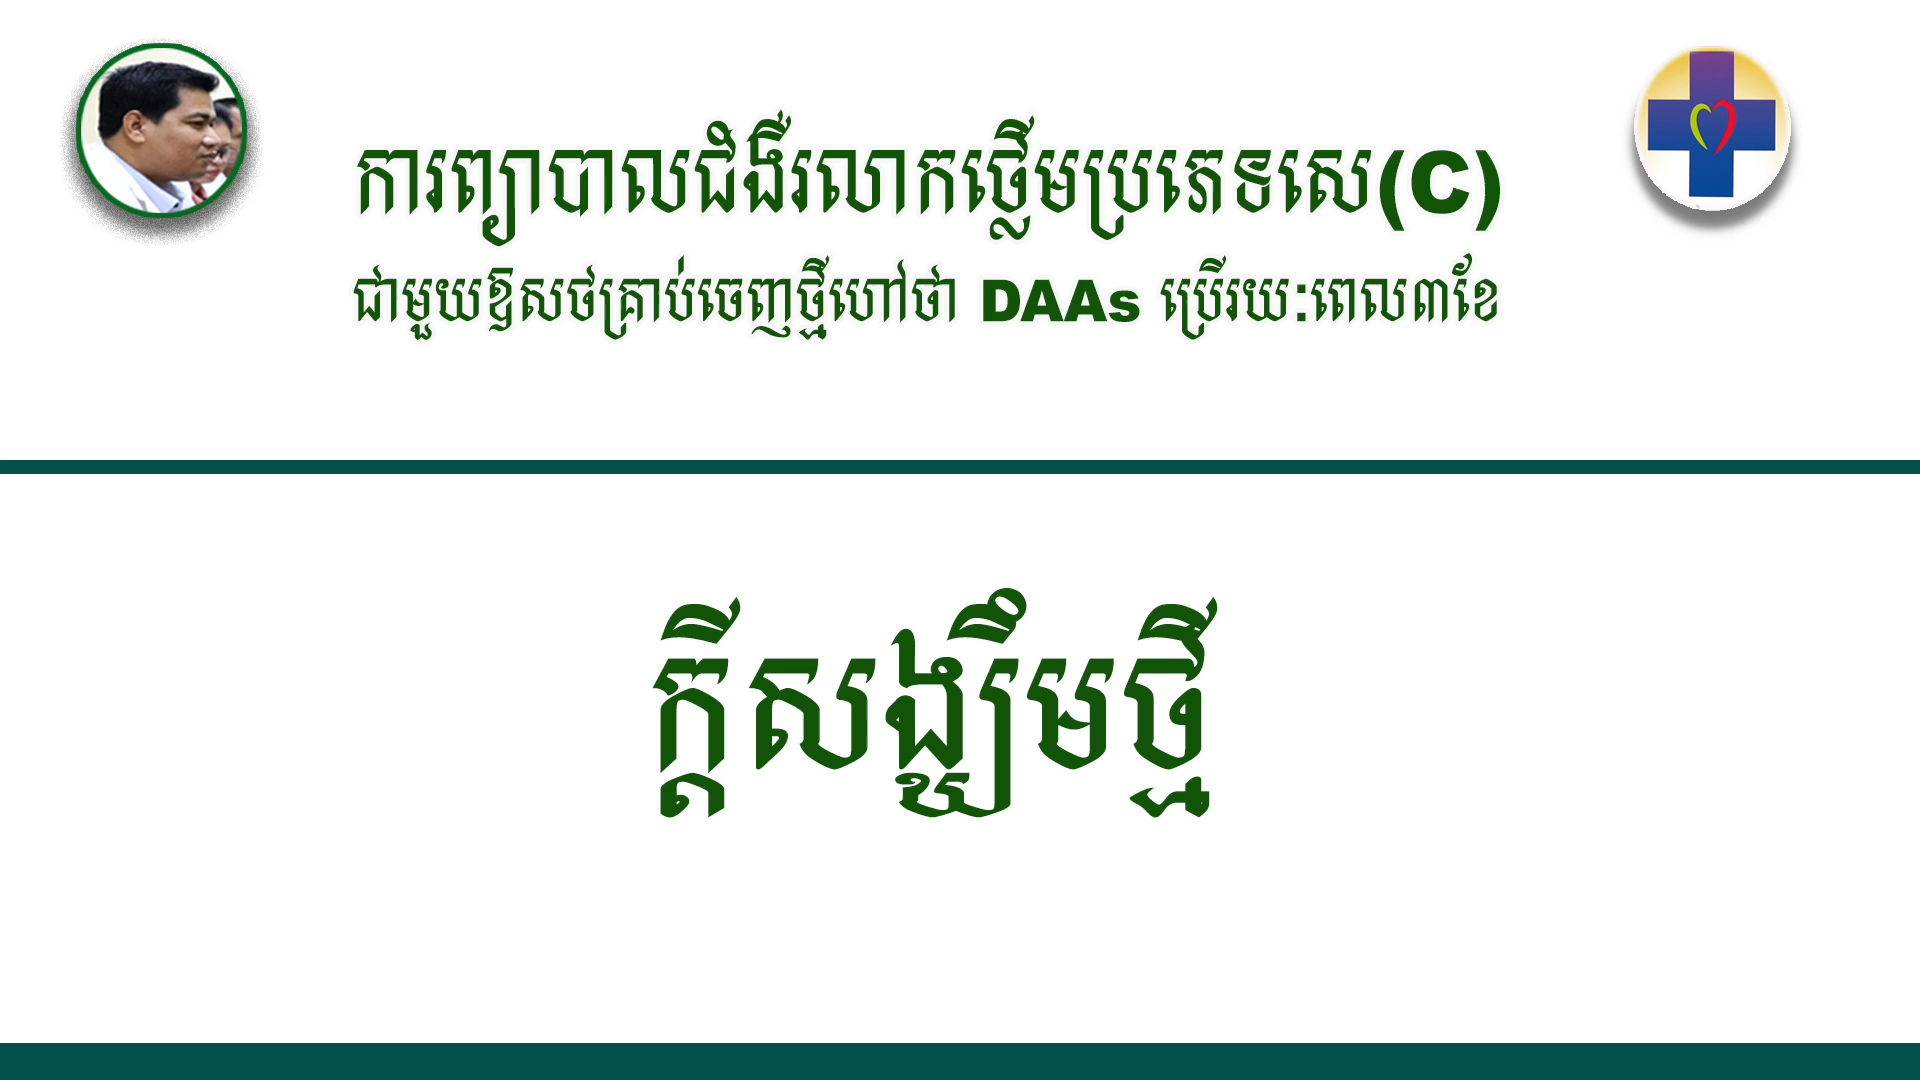 ការព្យាបាលជំងឺរលាកថ្លើមប្រភេទសេ(C)
ជាមួយឱសថគ្រាប់ចេញថ្មីហៅថា DAAs ប្រើរយៈពេល៣ខែ
ក្តីសង្ឃឹមថ្មី